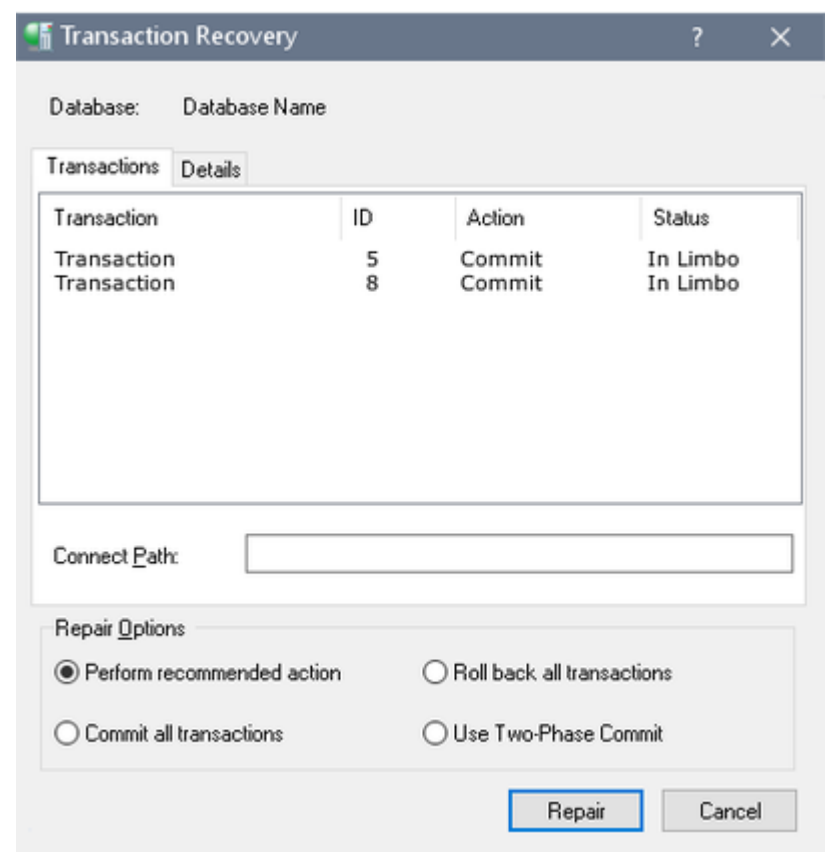 Transaction Recovery ? ×
Database: Database Name
Transactions Details
Transaction ID Action Status
Transaction 5 Commit In Limbo
Transaction 8 Commit In Limbo
Connect Path:
Repair Options
Perform recommended action Roll back all transactions
Commit all transactions Use Two-Phase Commit
Repair Cancel